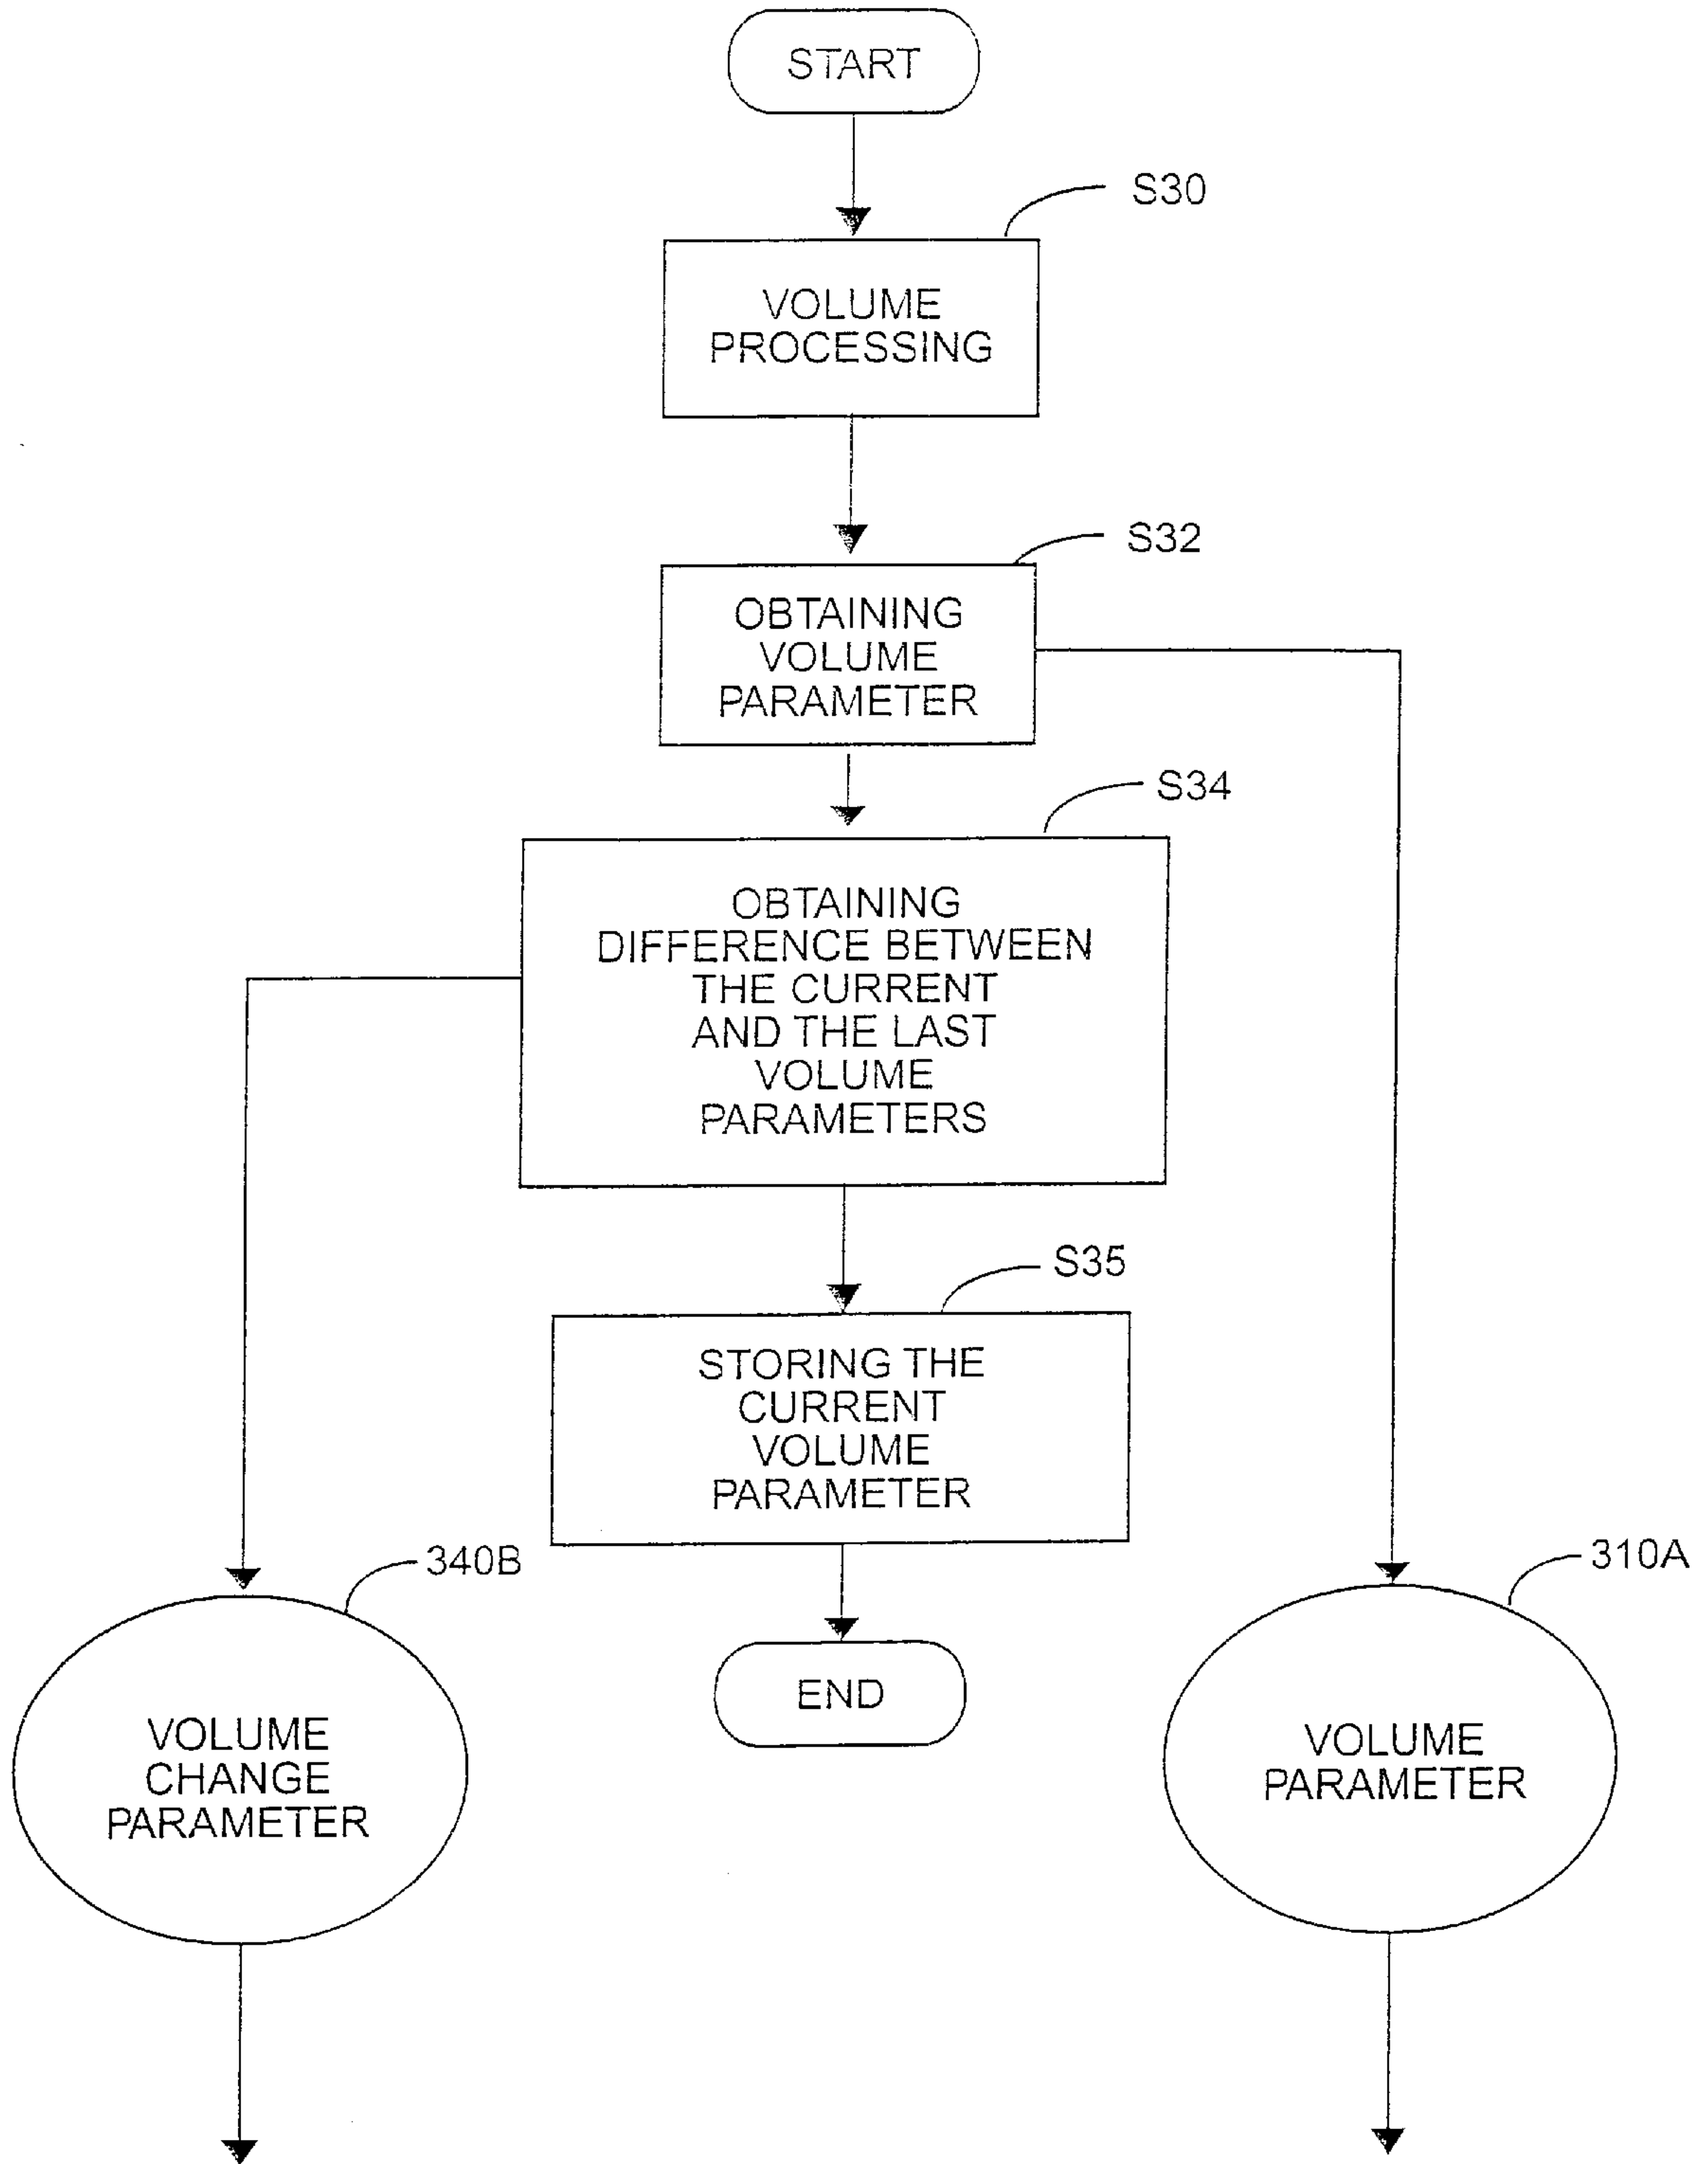 START
S30
VOLUME
PROCESSING
S32
OBTAINING
VOLUME
PARAMETER
S34
OBTAINING
DIFFERENCE BETWEEN
THE CURRENT
AND THE LAST
VOLUME
PARAMETERS
S35
STORING THE
CURRENT
VOLUME
PARAMETER
340B
310A
END
VOLUME
CHANGE
PARAMETER
VOLUME
PARAMETER